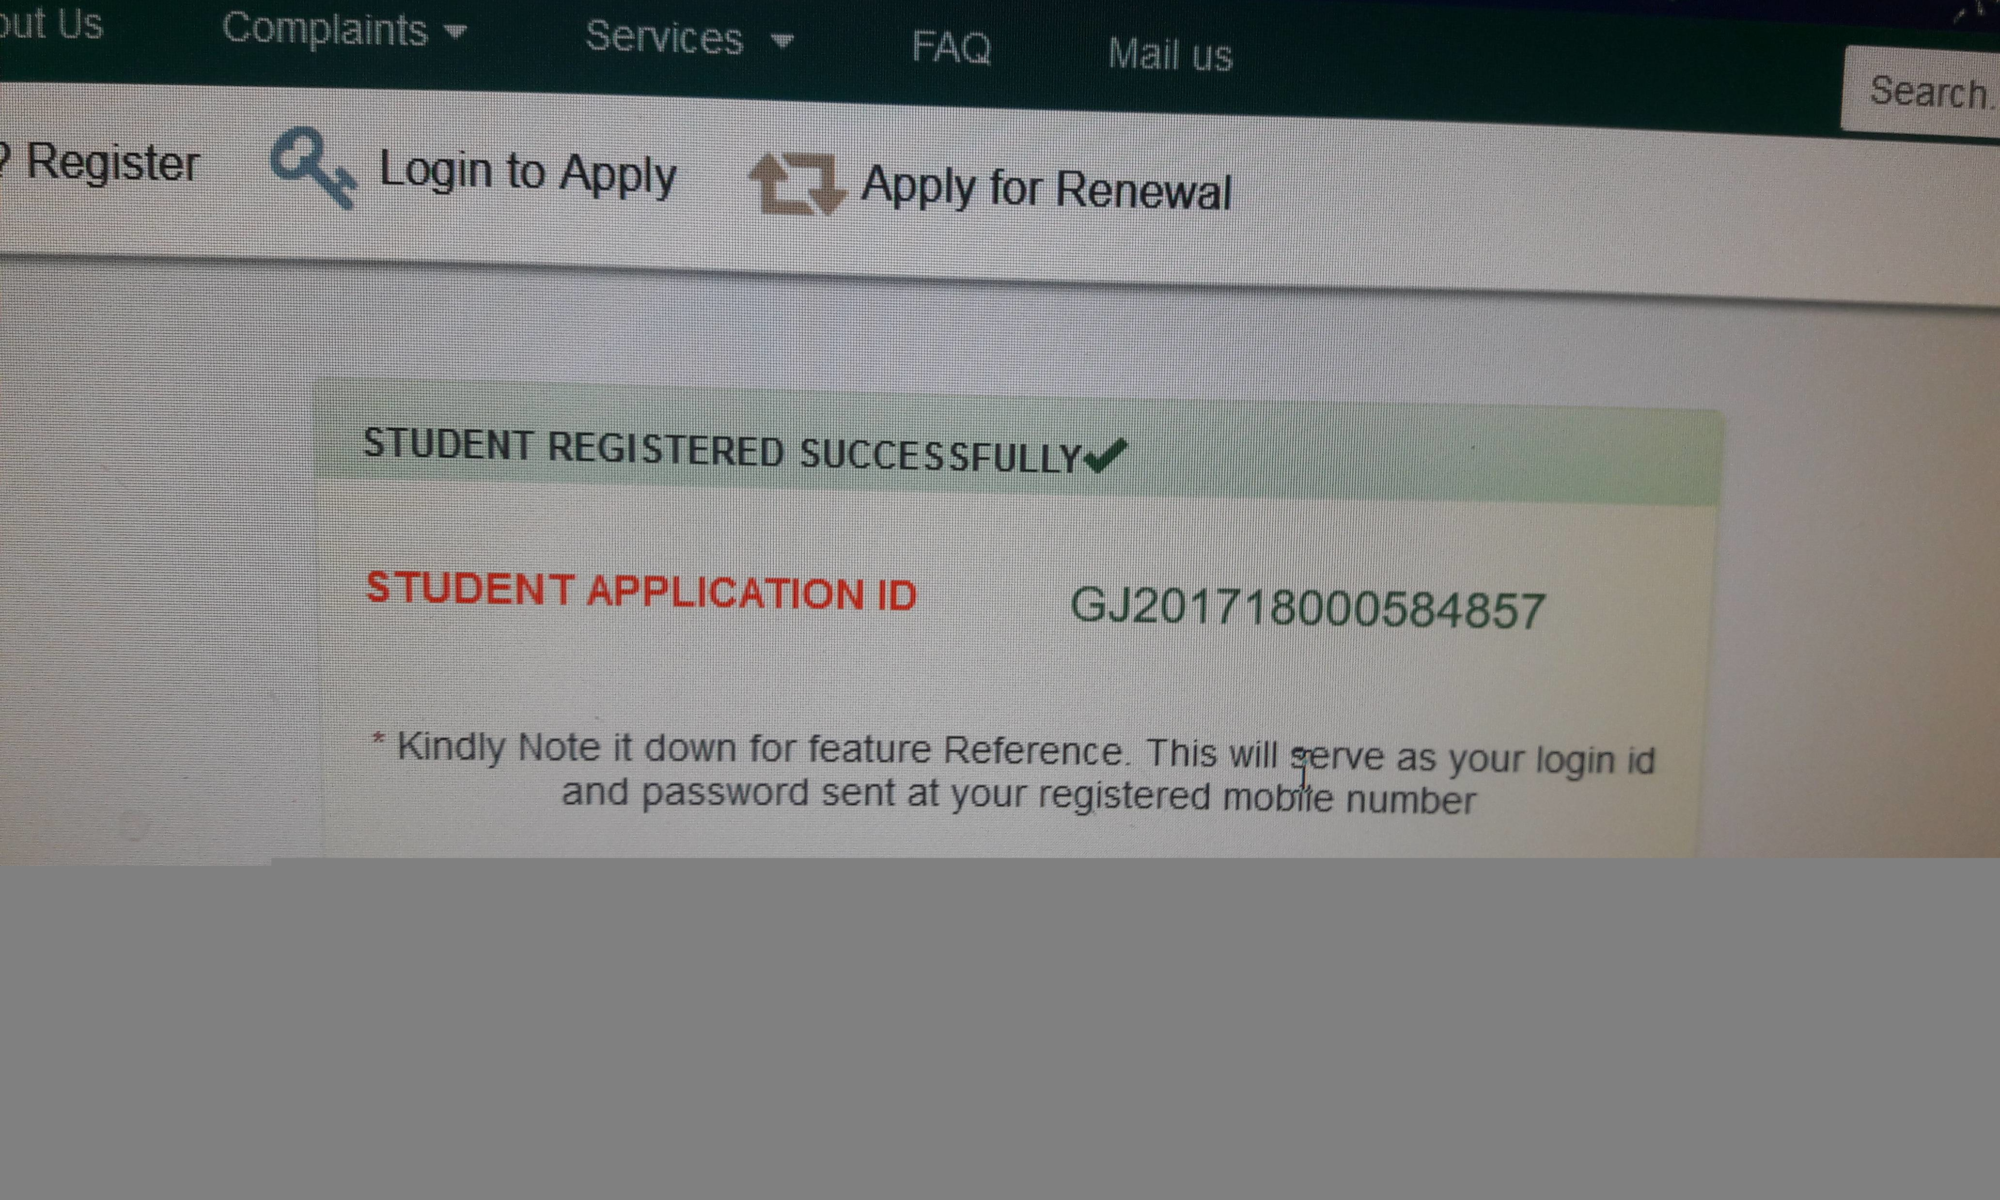 out Us Complaints Services FAQ Mail us Search.
? Register Login to Apply Apply for Renewal
STUDENT REGISTERED SUCCESSFULLY✔
STUDENT APPLICATION ID GJ201718000584857
* Kindly Note it down for feature Reference. This will serve as your login id
and password sent at your registered mobile number